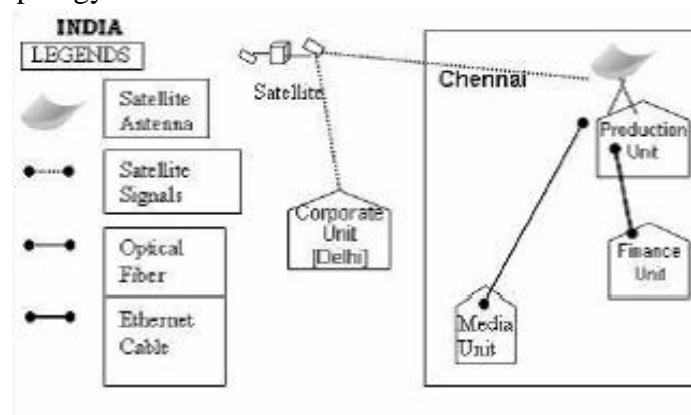 INDIA
LEGENDS
Satellite
Antenna
Satellite
Signals
Optical
Fiber
Ethernet
Cable
Satellite
Corporate
Unit
[Delhi]
Chennai
Production
Unit
Finance
Unit
Media
Unit